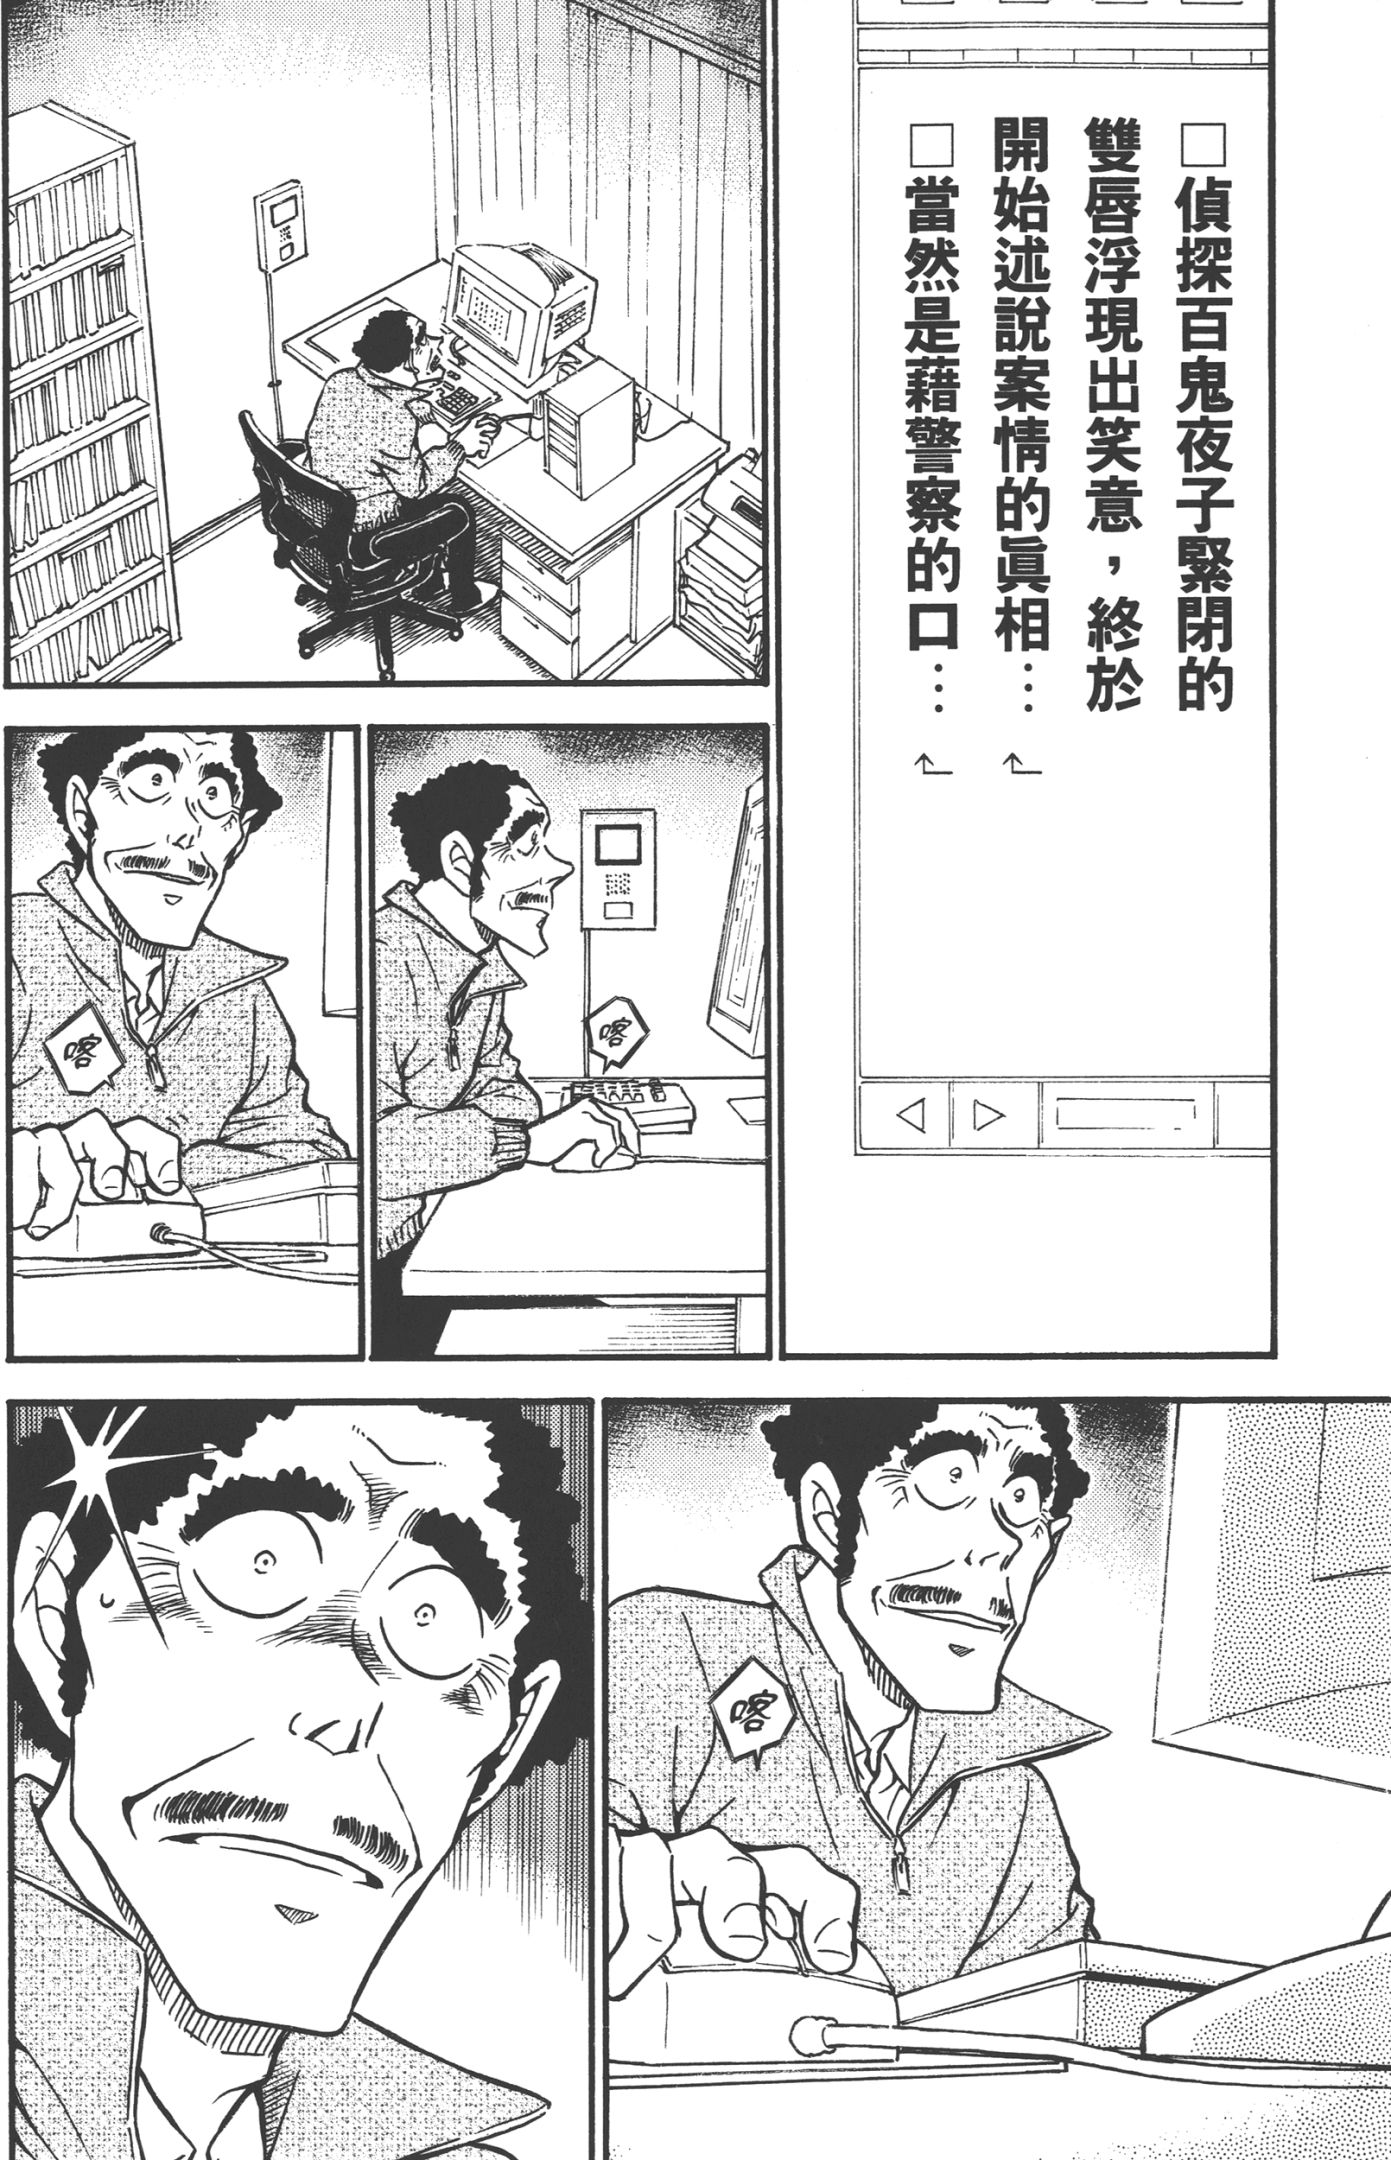 □偵探百鬼夜子緊閉的
雙唇浮現出笑意，終於
開始述說案情的眞相…↵
□當然是藉警察的口…↵
喀
喀
喀